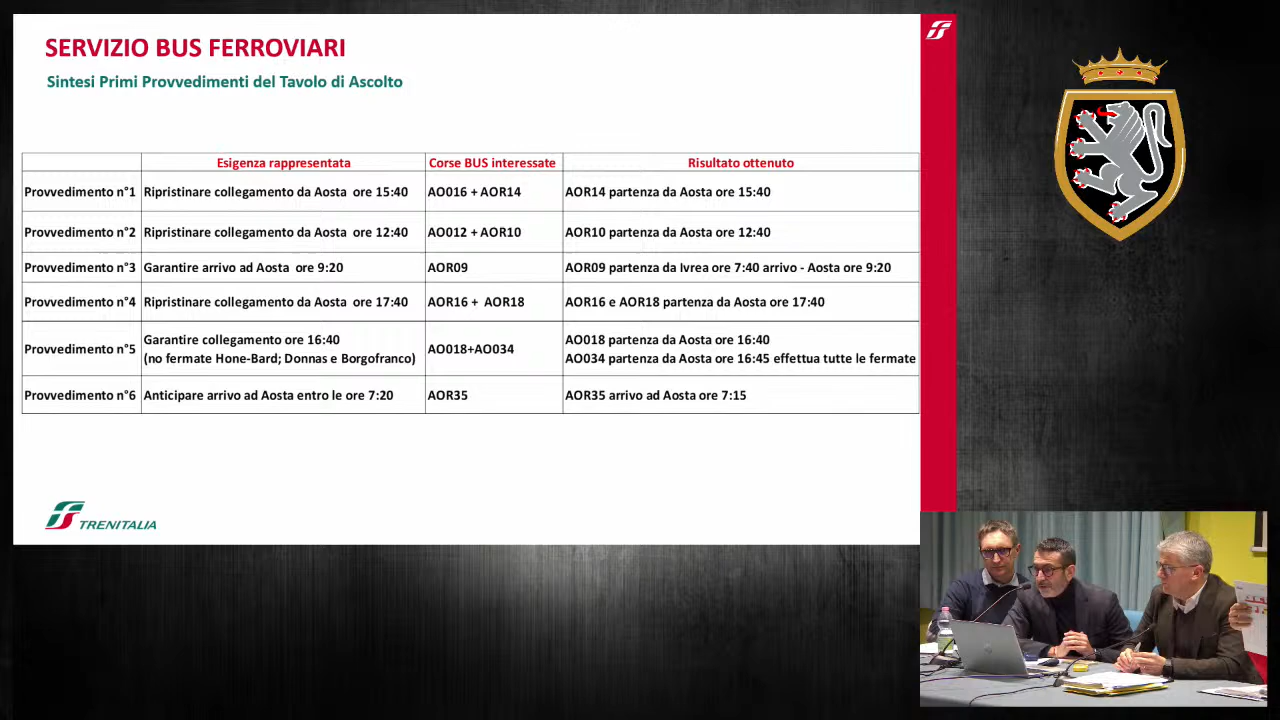 SERVIZIO BUS FERROVIARI
Sintesi Primi Provvedimenti del Tavolo di Ascolto
Esigenza rappresentata Corse BUS interessate Risultato ottenuto
Provvedimento n°1 Ripristinare collegamento da Aosta ore 15:40 AO016 + AOR14 AOR14 partenza da Aosta ore 15:40
Provvedimento n°2 Ripristinare collegamento da Aosta ore 12:40 AO012 + AOR10 AOR10 partenza da Aosta ore 12:40
Provvedimento n°3 Garantire arrivo ad Aosta ore 9:20 AOR09 AOR09 partenza da Ivrea ore 7:40 arrivo - Aosta ore 9:20
Provvedimento n°4 Ripristinare collegamento da Aosta ore 17:40 AOR16 + AOR18 AOR16 e AOR18 partenza da Aosta ore 17:40
Provvedimento n°5 Garantire collegamento ore 16:40
(no fermate Hone-Bard; Donnas e Borgofranco) AO018+AO034 AO018 partenza da Aosta ore 16:40
AO034 partenza da Aosta ore 16:45 effettua tutte le fermate
Provvedimento n°6 Anticipare arrivo ad Aosta entro le ore 7:20 AOR35 AOR35 arrivo ad Aosta ore 7:15
TRENITALIA